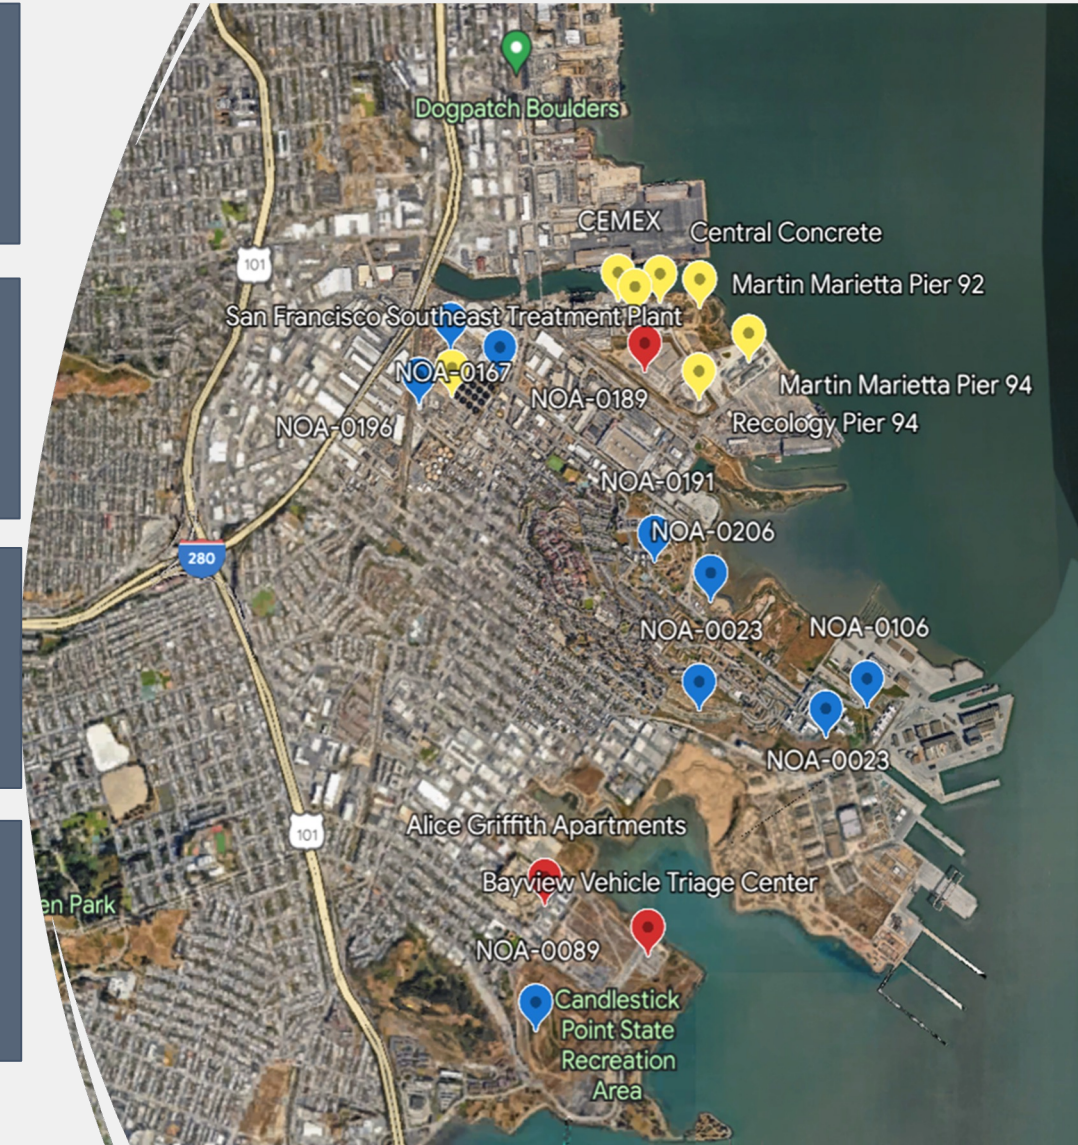 Dogpatch Boulders
CEMEX
Central Concrete
101
Martin Marietta Pier 92
San Francisco Southeast Treatment Plant
NOA-0167
Martin Marietta Pier 94
NOA-0189
NOA-0196
Recology Pier 94
NOA-0191
NOA-0206
280
NOA-0023
NOA-0106
NOA-0023
Alice Griffith Apartments
101
Bayview Vehicle Triage Center
en Park
NOA-0089
Candlestick
Point State
Recreation
Area